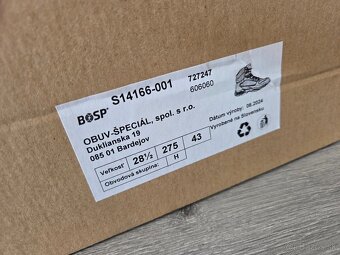 BOSP®
S14166-001
727247
606060
OBUV-ŠPECIÁL, spol. s r.o.
Duklianska 19
085 01 Bardejov
Dátum výroby: 08.2024
Vyrobené na Slovensku
Veľkosť 28½ 275 43
Obvodová skupina: H